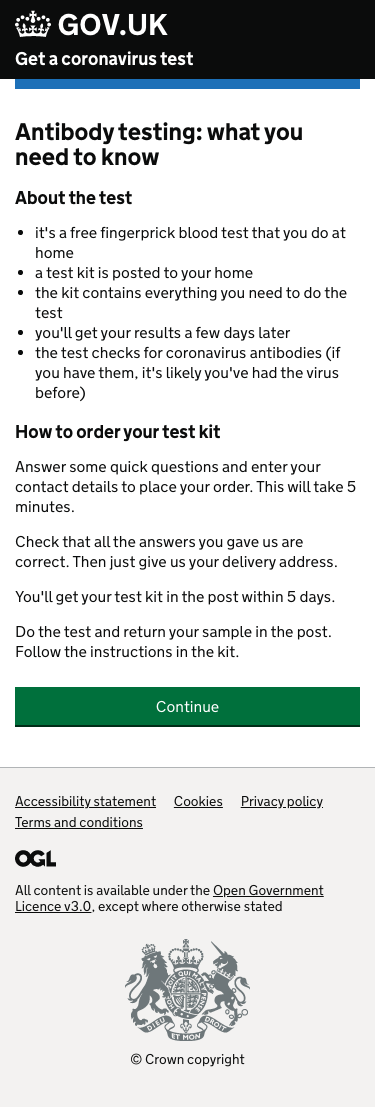 GOV.UK
Get a coronavirus test
Antibody testing: what you
need to know
About the test
• it's a free fingerprick blood test that you do at
home
• a test kit is posted to your home
• the kit contains everything you need to do the
test
• you'll get your results a few days later
• the test checks for coronavirus antibodies (if
you have them, it's likely you've had the virus
before)
How to order your test kit
Answer some quick questions and enter your
contact details to place your order. This will take 5
minutes.
Check that all the answers you gave us are
correct. Then just give us your delivery address.
You'll get your test kit in the post within 5 days.
Do the test and return your sample in the post.
Follow the instructions in the kit.
Continue
Accessibility statement Cookies Privacy policy
Terms and conditions
OGL
All content is available under the Open Government
Licence v3.0, except where otherwise stated
DIEU ET MON DROIT
© Crown copyright